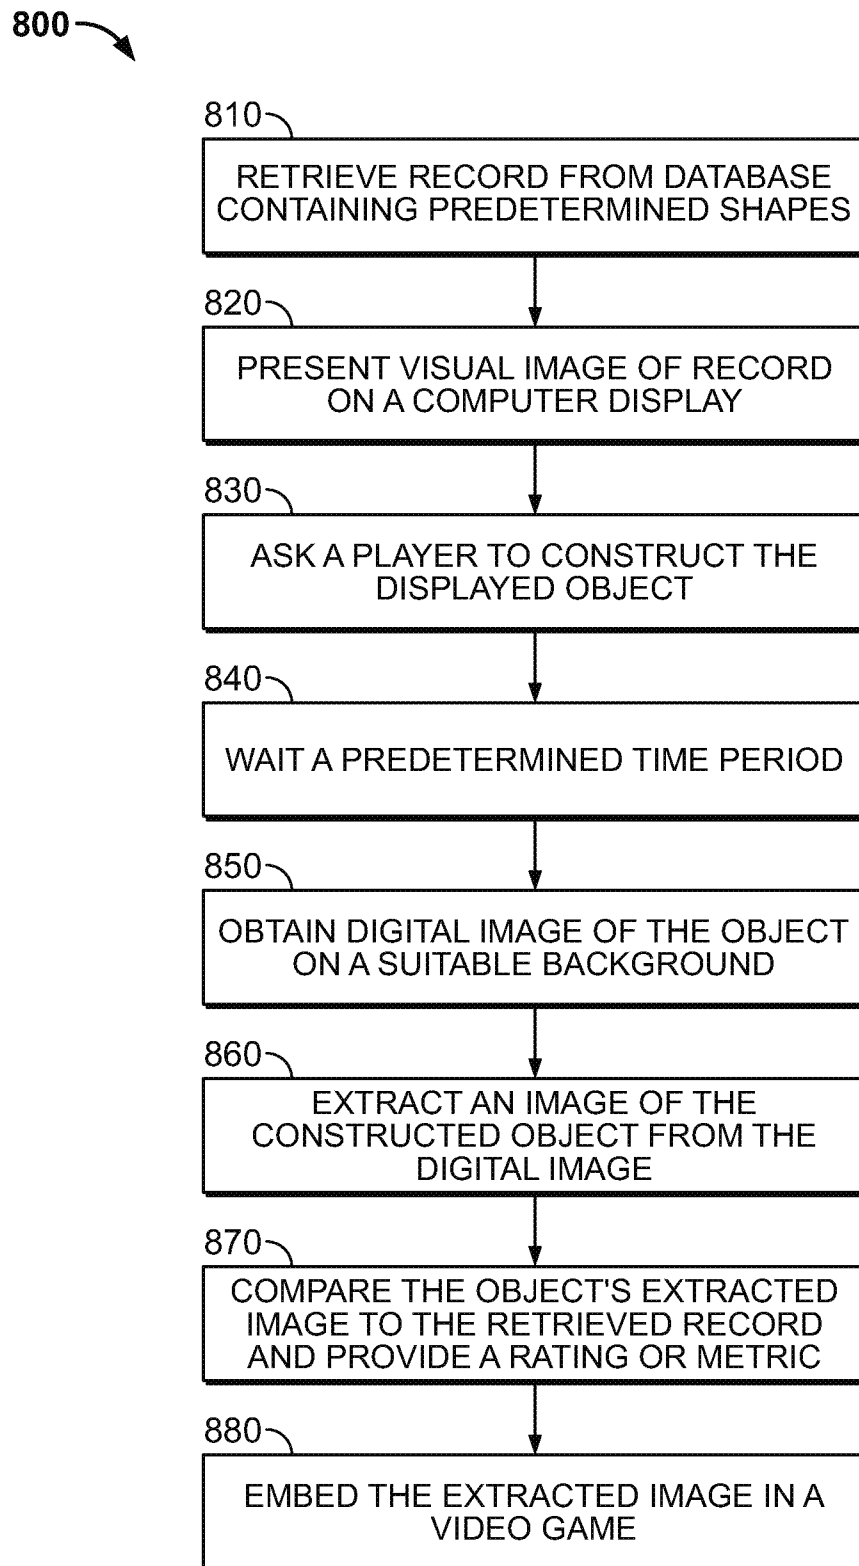 800
810
RETRIEVE RECORD FROM DATABASE
CONTAINING PREDETERMINED SHAPES
820
PRESENT VISUAL IMAGE OF RECORD
ON A COMPUTER DISPLAY
830
ASK A PLAYER TO CONSTRUCT THE
DISPLAYED OBJECT
840
WAIT A PREDETERMINED TIME PERIOD
850
OBTAIN DIGITAL IMAGE OF THE OBJECT
ON A SUITABLE BACKGROUND
860
EXTRACT AN IMAGE OF THE
CONSTRUCTED OBJECT FROM THE
DIGITAL IMAGE
870
COMPARE THE OBJECT'S EXTRACTED
IMAGE TO THE RETRIEVED RECORD
AND PROVIDE A RATING OR METRIC
880
EMBED THE EXTRACTED IMAGE IN A
VIDEO GAME